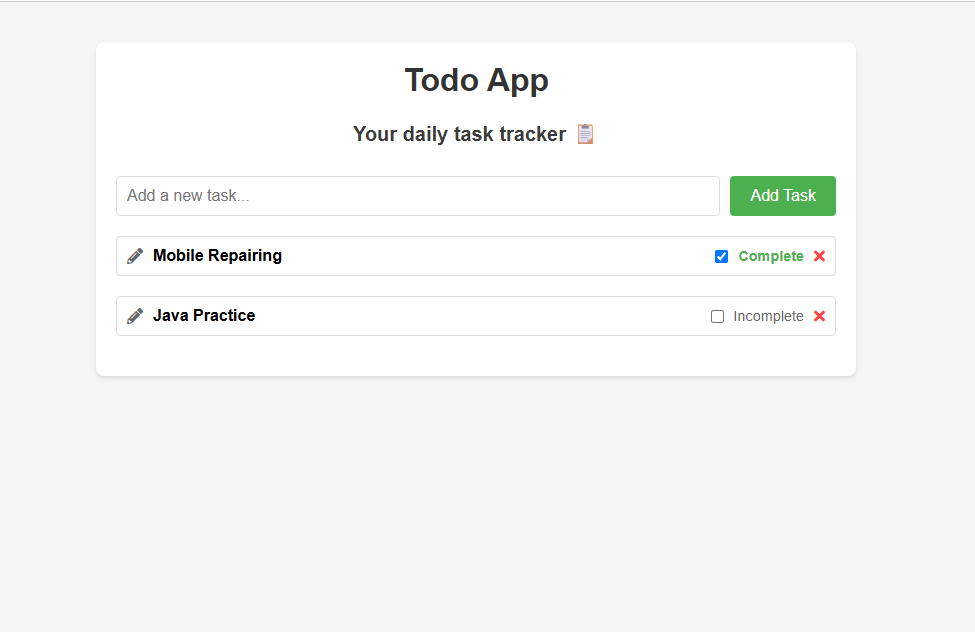 Todo App
Your daily task tracker 📋
Add a new task...
Add Task
Mobile Repairing
Complete
Java Practice
Incomplete